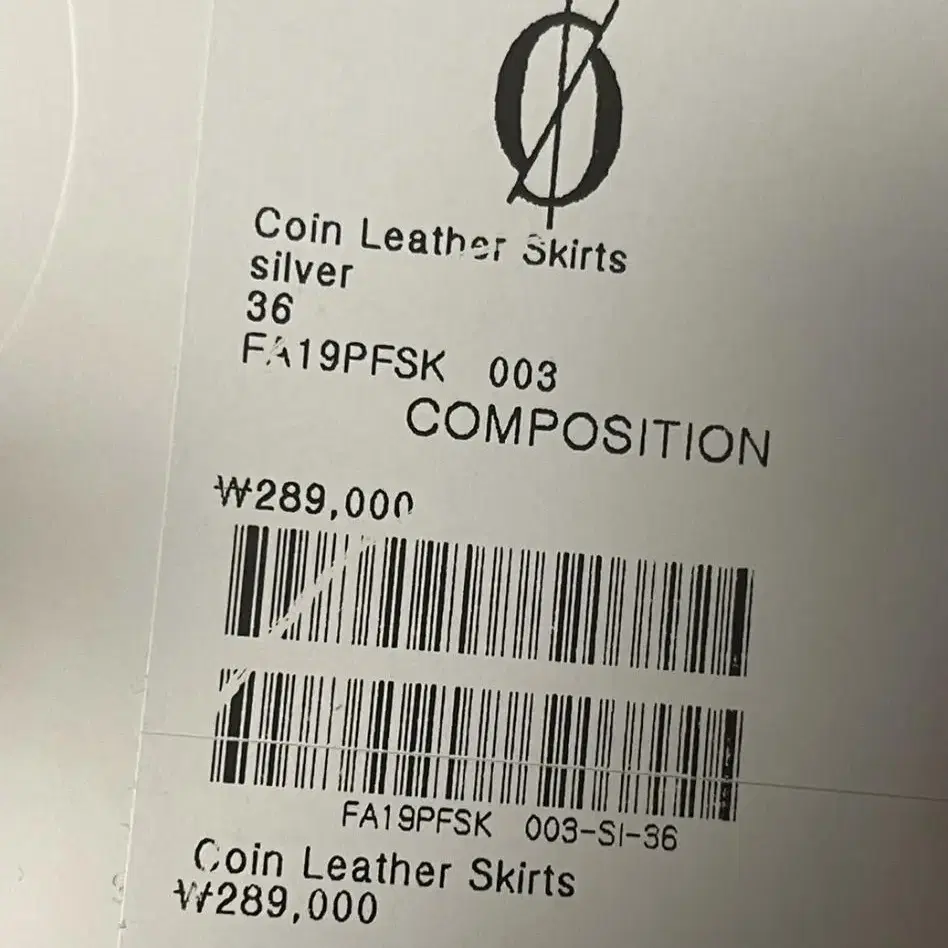 Coin Leather Skirts
silver
36
FA19PFSK 003
COMPOSITION
₩289,000
FA19PFSK 003-SI-36
Coin Leather Skirts
₩289,000